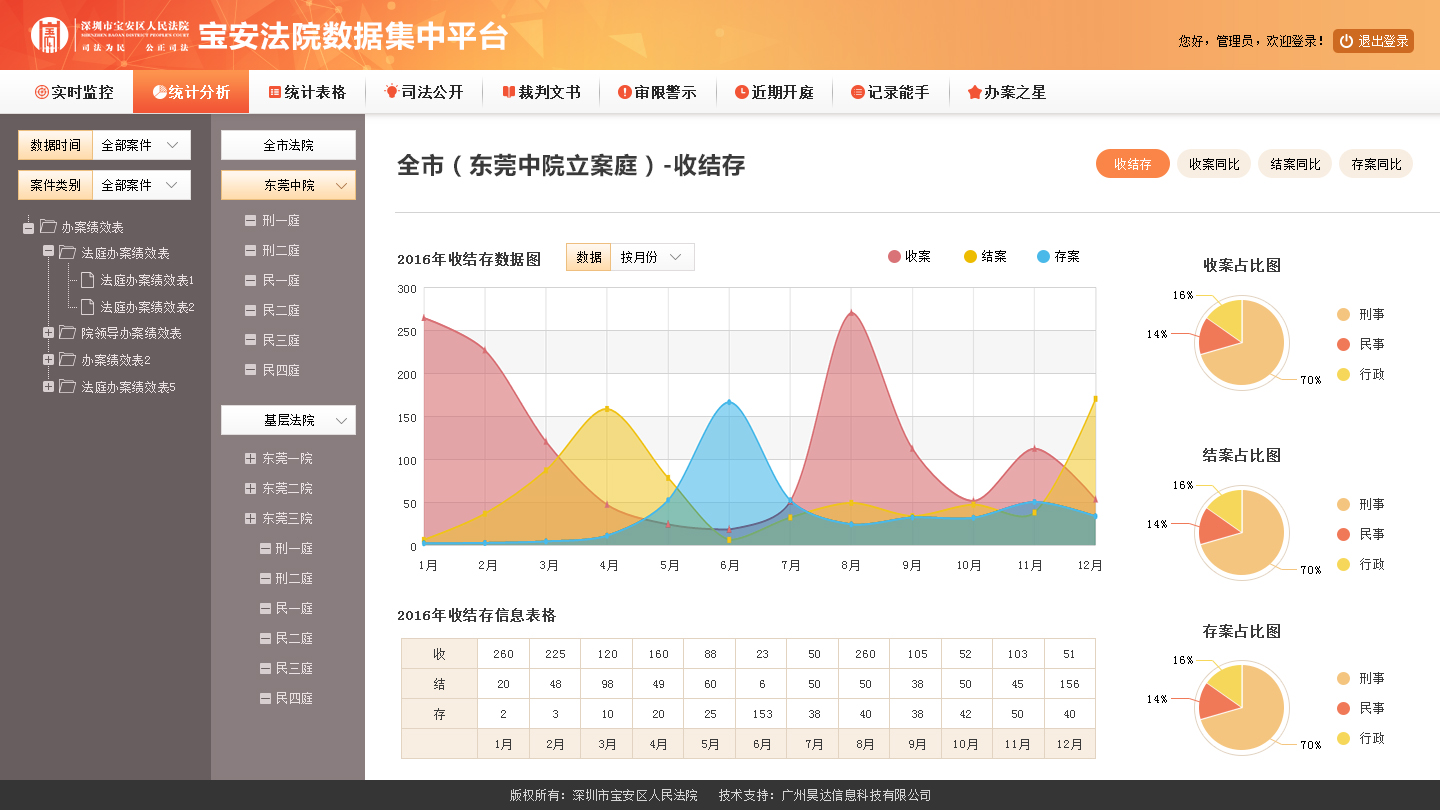 深圳市宝安区人民法院
SHENZHEN BAOAN DISTRICT PEOPLE'S COURT
司法为民 公正司法
宝安法院数据集中平台
您好，管理员，欢迎登录！ 退出登录
实时监控 统计分析 统计表格 司法公开 裁判文书 审限警示 近期开庭 记录能手 办案之星
数据时间 全部案件
案件类别 全部案件
办案绩效表
法庭办案绩效表
法庭办案绩效表1
法庭办案绩效表2
院领导办案绩效表
办案绩效表2
法庭办案绩效表5
全市法院
东莞中院
刑一庭
刑二庭
民一庭
民二庭
民三庭
民四庭
基层法院
东莞一院
东莞二院
东莞三院
刑一庭
刑二庭
民一庭
民二庭
民三庭
民四庭
全市（东莞中院立案庭）-收结存
收结存 收案同比 结案同比 存案同比
2016年收结存数据图 数据 按月份
收案 结案 存案
300
250
200
150
100
50
0
1月 2月 3月 4月 5月 6月 7月 8月 9月 10月 11月 12月
2016年收结存信息表格
收 260 225 120 160 88 23 50 260 105 52 103 51
结 20 48 98 49 60 6 50 50 38 50 45 156
存 2 3 10 20 25 153 38 40 38 42 50 40
1月 2月 3月 4月 5月 6月 7月 8月 9月 10月 11月 12月
收案占比图
16%
14%
70%
刑事
民事
行政
结案占比图
16%
14%
70%
刑事
民事
行政
存案占比图
16%
14%
70%
刑事
民事
行政
版权所有：深圳市宝安区人民法院 技术支持：广州昊达信息科技有限公司